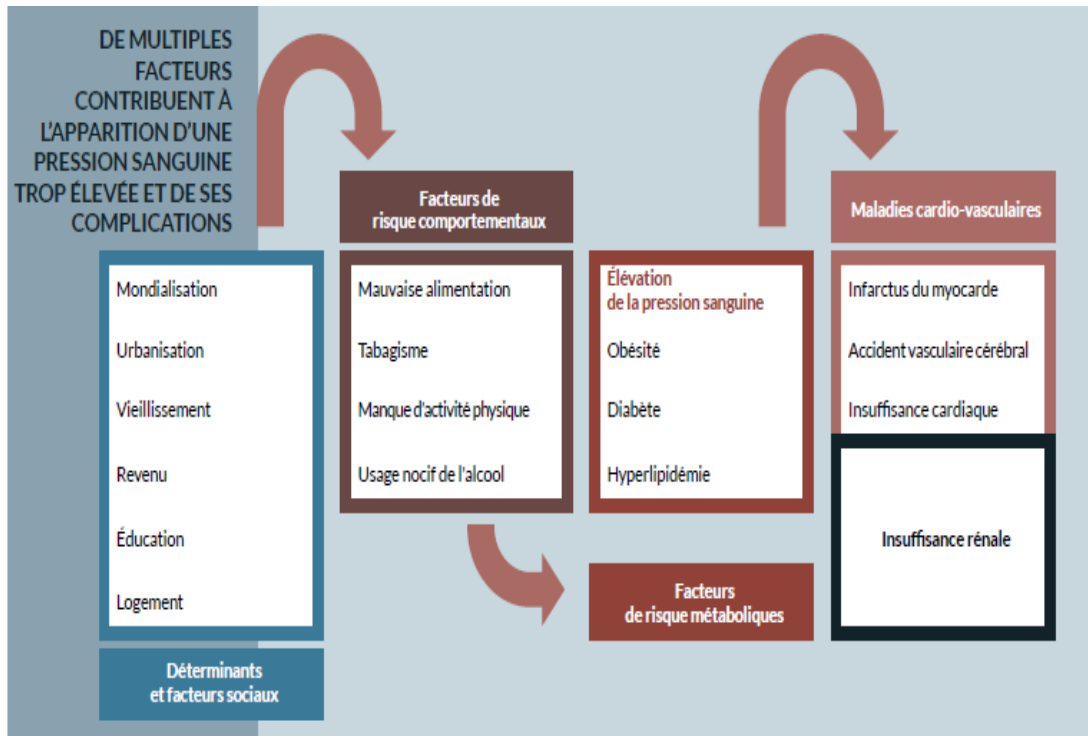 DE MULTIPLES
FACTEURS
CONTRIBUENT À
L'APPARITION D'UNE
PRESSION SANGUINE
TROP ÉLEVÉE ET DE SES
COMPLICATIONS
Mondialisation
Urbanisation
Vieillissement
Revenu
Éducation
Logement
Déterminants
et facteurs sociaux
Facteurs de
risque comportementaux
Mauvaise alimentation
Tabagisme
Manque d'activité physique
Usage nocif de l'alcool
Élévation
de la pression sanguine
Obésité
Diabète
Hyperlipidémie
Facteurs
de risque métaboliques
Maladies cardio-vasculaires
Infarctus du myocarde
Accident vasculaire cérébral
Insuffisance cardiaque
Insuffisance rénale